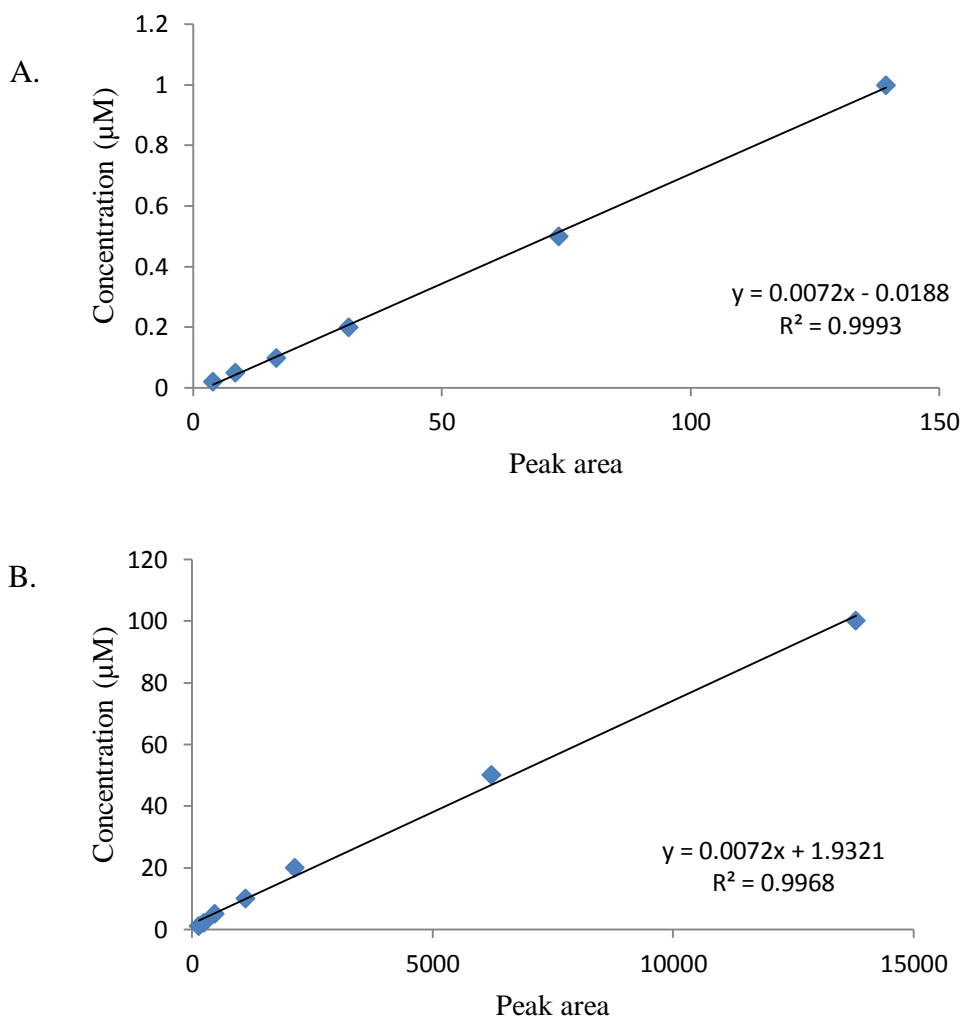 A.
Concentration (µM)
1.2
1
0.8
0.6
0.4
0.2
0
0 50 100 150
y = 0.0072x - 0.0188
R² = 0.9993
Peak area
B.
Concentration (µM)
120
100
80
60
40
20
0
0 5000 10000 15000
y = 0.0072x + 1.9321
R² = 0.9968
Peak area